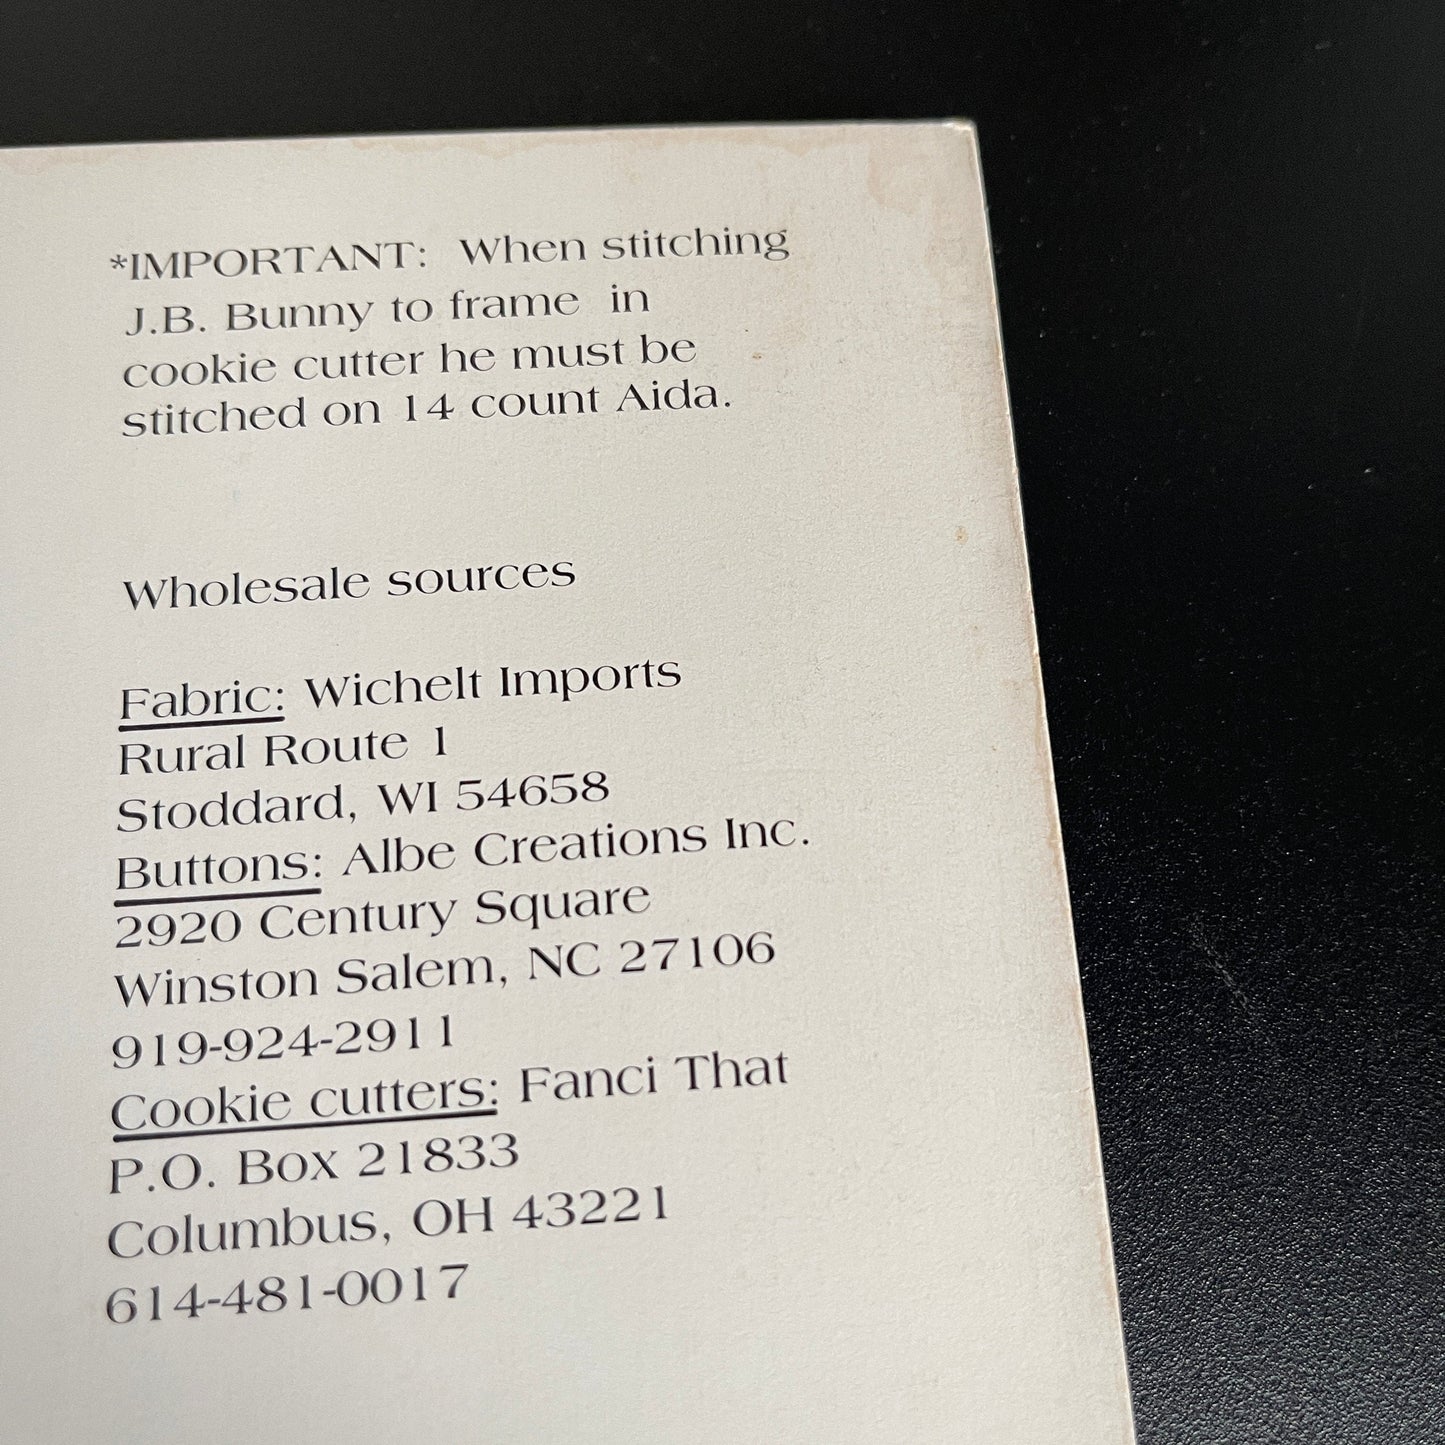 *IMPORTANT: When stitching
J.B. Bunny to frame in
cookie cutter he must be
stitched on 14 count Aida.
Wholesale sources
Fabric: Wichelt Imports
Rural Route 1
Stoddard, WI 54658
Buttons: Albe Creations Inc.
2920 Century Square
Winston Salem, NC 27106
919-924-2911
Cookie cutters: Fanci That
P.O. Box 21833
Columbus, OH 43221
614-481-0017